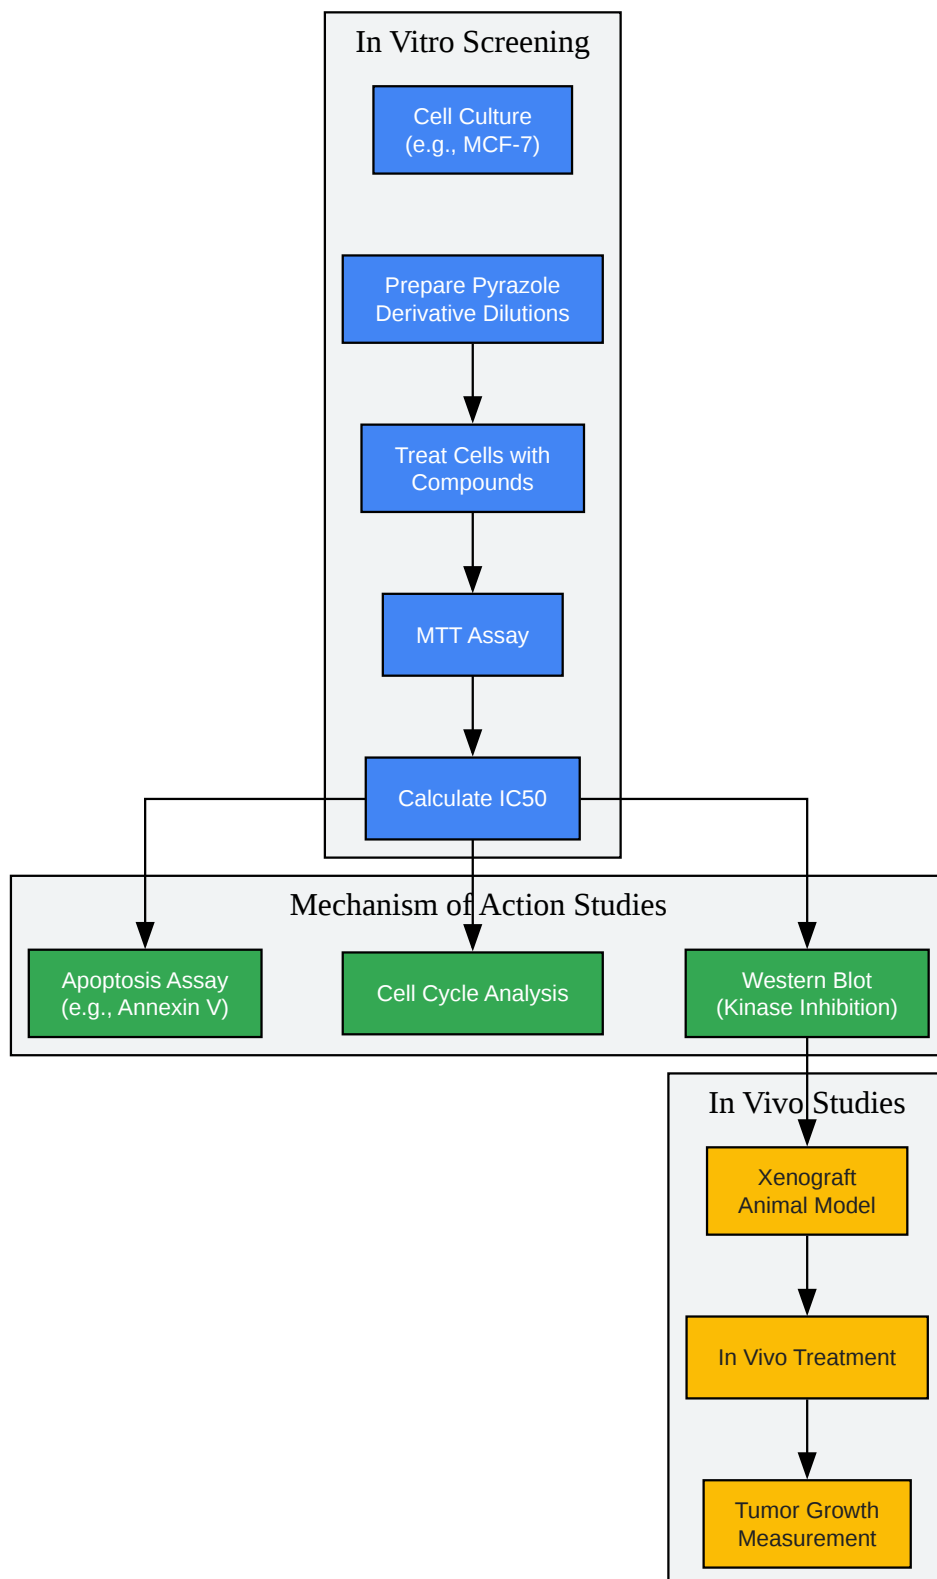 In Vitro Screening
Cell Culture
(e.g., MCF-7)
Prepare Pyrazole
Derivative Dilutions
Treat Cells with
Compounds
MTT Assay
Calculate IC50
Mechanism of Action Studies
Apoptosis Assay
(e.g., Annexin V)
Cell Cycle Analysis
Western Blot
(Kinase Inhibition)
In Vivo Studies
Xenograft
Animal Model
In Vivo Treatment
Tumor Growth
Measurement